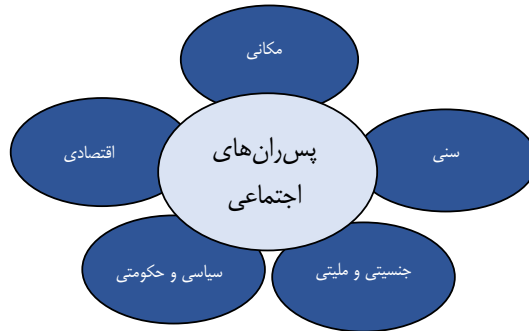 مکانی
سنی
پس‌ران‌های
اجتماعی
اقتصادی
جنسیتی و ملیتی
سیاسی و حکومتی